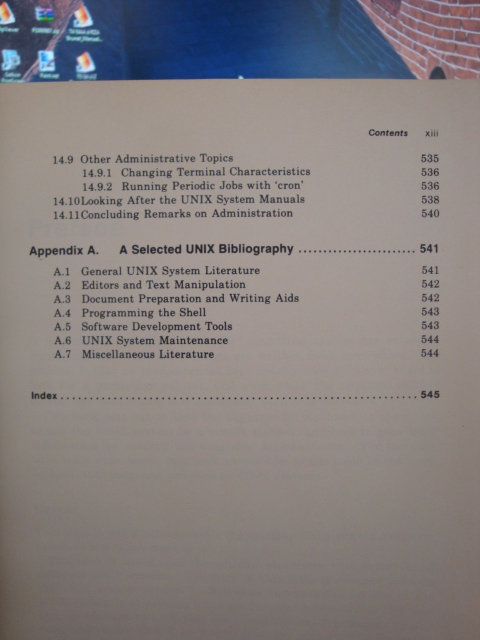 Contents xiii
14.9 Other Administrative Topics 535
14.9.1 Changing Terminal Characteristics 536
14.9.2 Running Periodic Jobs with 'cron' 536
14.10Looking After the UNIX System Manuals 538
14.11Concluding Remarks on Administration 540
Appendix A. A Selected UNIX Bibliography ........................ 541
A.1 General UNIX System Literature 541
A.2 Editors and Text Manipulation 542
A.3 Document Preparation and Writing Aids 542
A.4 Programming the Shell 543
A.5 Software Development Tools 543
A.6 UNIX System Maintenance 544
A.7 Miscellaneous Literature 544
Index ................................................................ 545